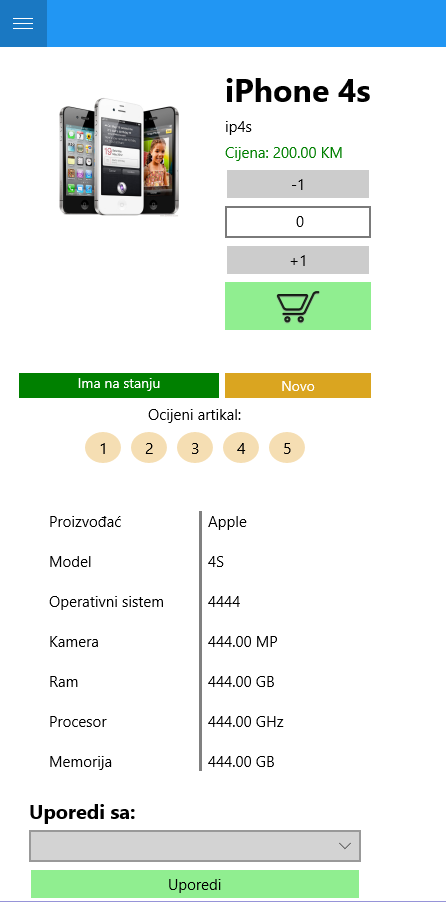 iPhone 4s
ip4s
Cijena: 200.00 KM
-1
0
+1
Ima na stanju
Novo
Ocijeni artikal:
1 2 3 4 5
Proizvođač Apple
Model 4S
Operativni sistem 4444
Kamera 444.00 MP
Ram 444.00 GB
Procesor 444.00 GHz
Memorija 444.00 GB
Uporedi sa:
Uporedi